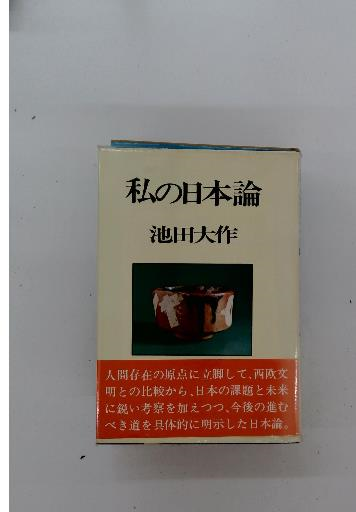 私の日本論
池田大作
人間存在の原点に立脚して、西欧文
明との比較から、日本の課題と未来
に鋭い考察を加えつつ、今後の進む
べき道を具体的に明示した日本論。